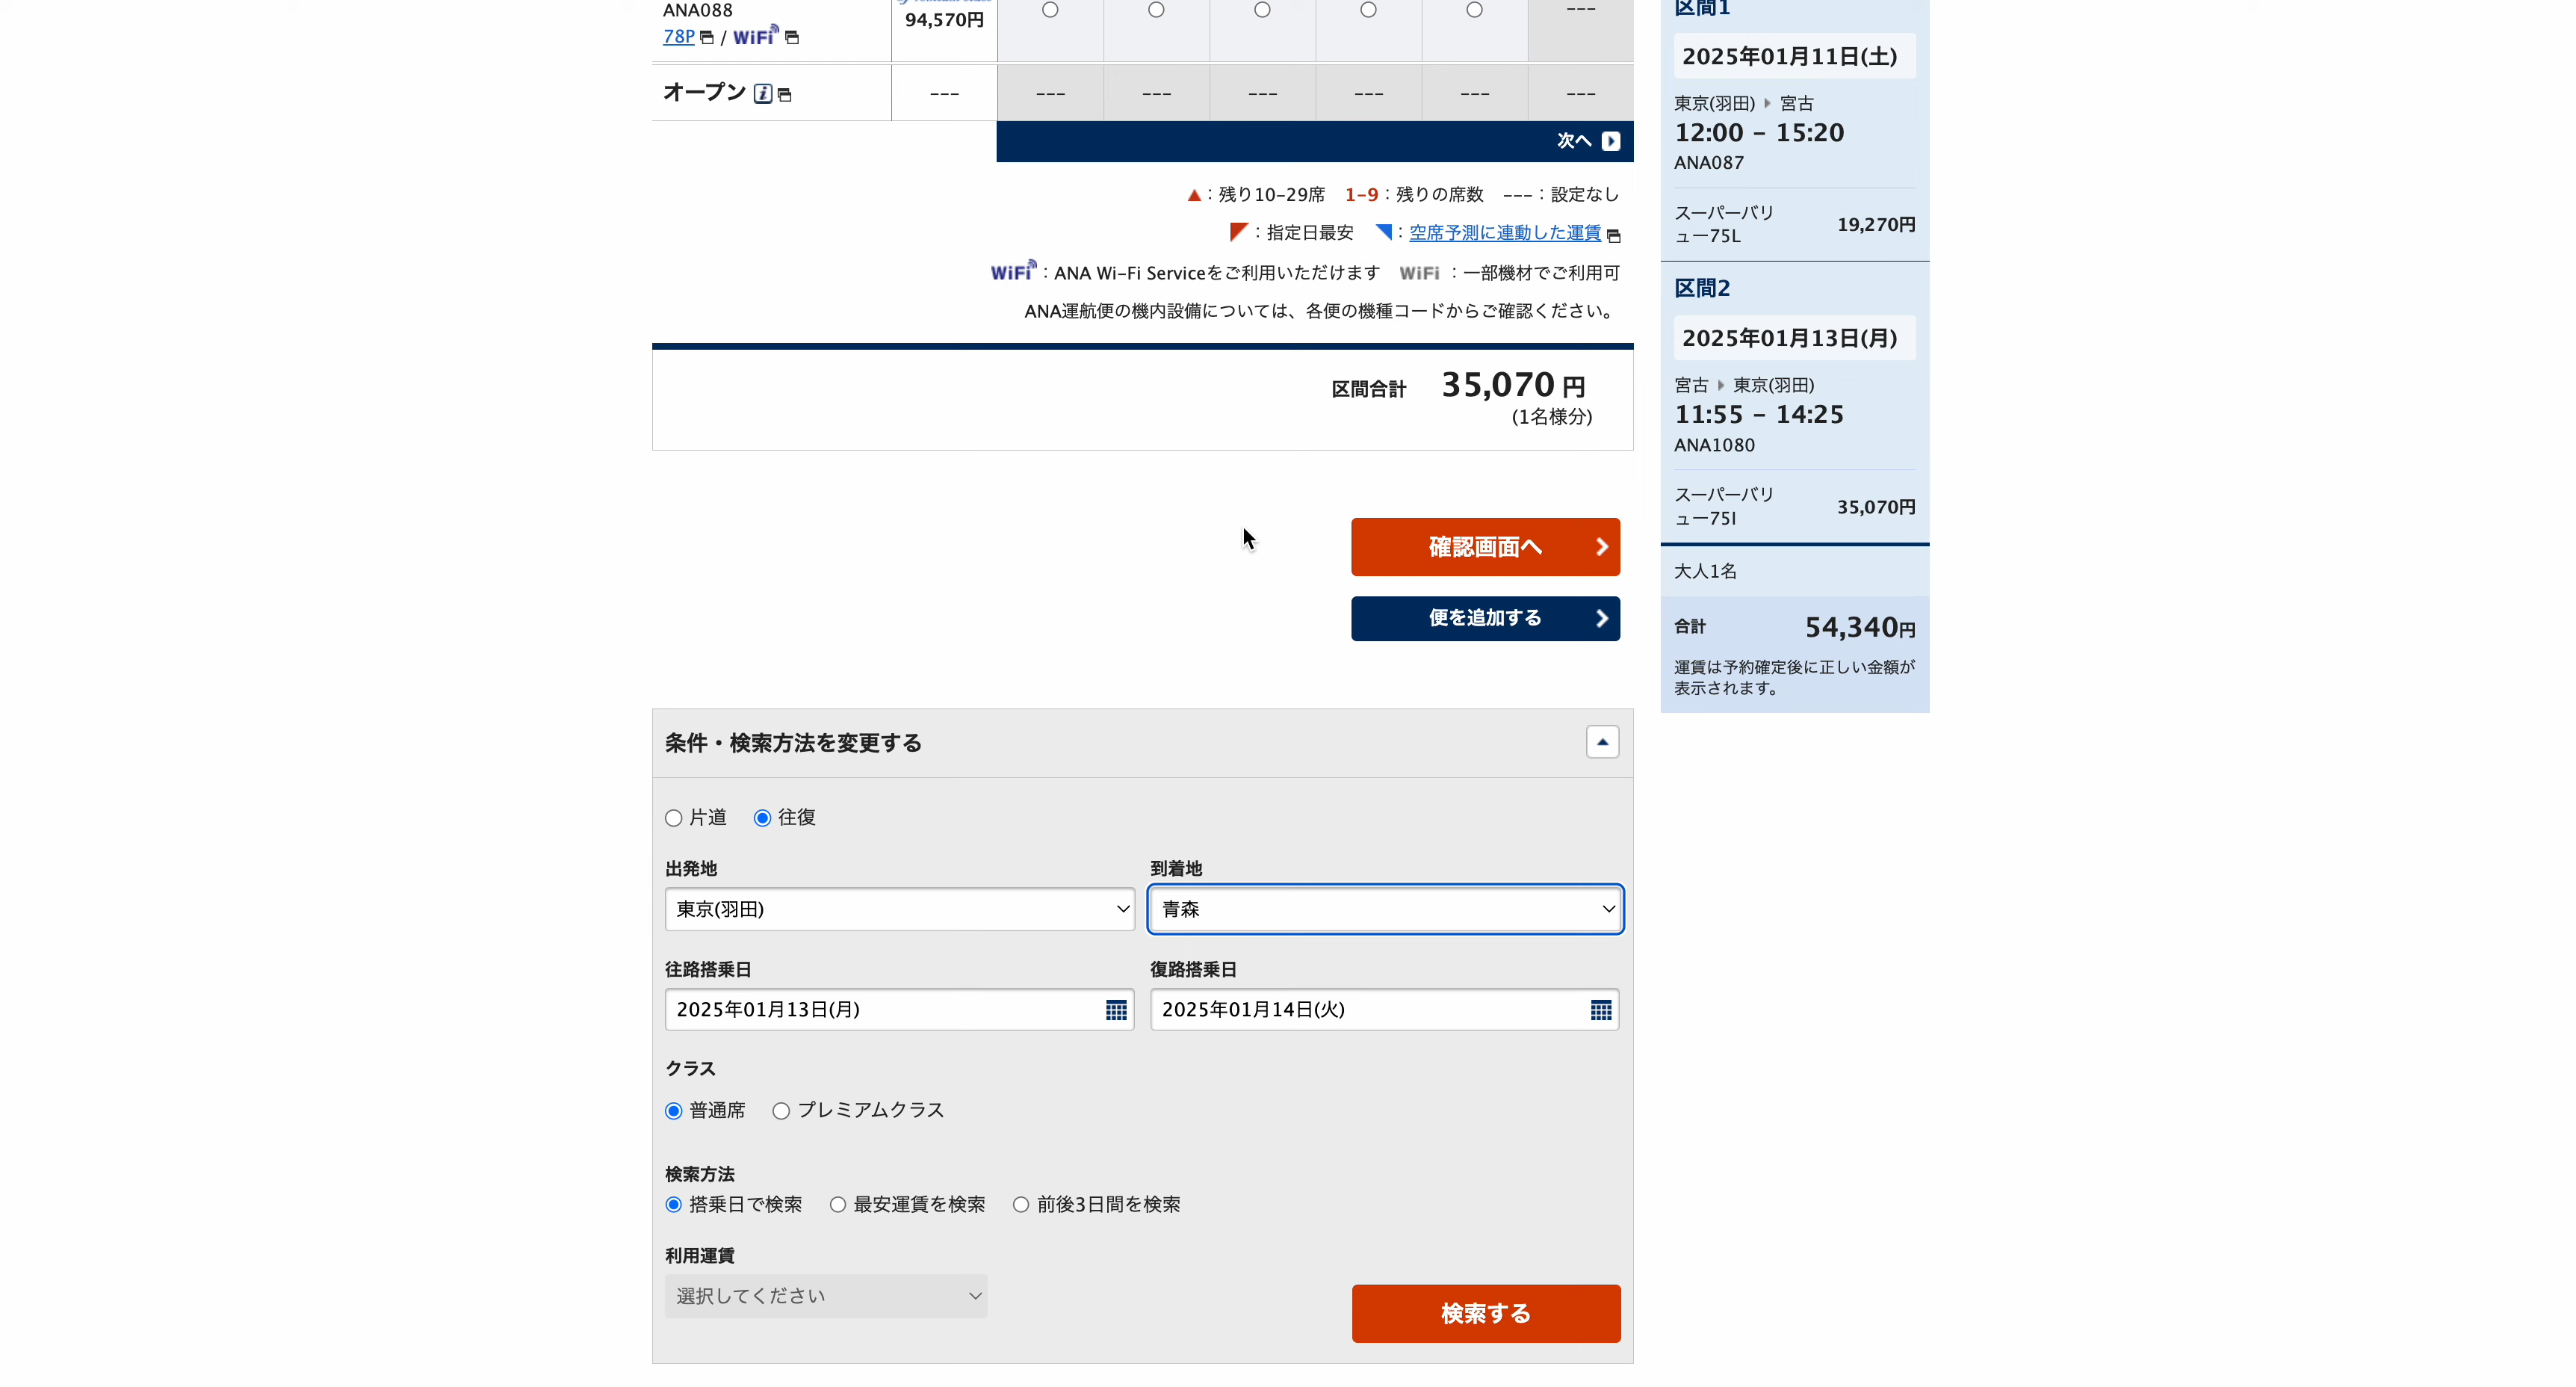 ANA088
94,570円
---
78P / WiFi
オープン i --- --- --- --- --- --- ---
次へ
▲：残り10-29席 1-9：残りの席数 ---：設定なし
：指定日最安 ：空席予測に連動した運賃
WiFi：ANA Wi-Fi Serviceをご利用いただけます WiFi：一部機材でご利用可
ANA運航便の機内設備については、各便の機種コードからご確認ください。
区間合計 35,070 円
(1名様分)
確認画面へ
便を追加する
条件・検索方法を変更する
片道 往復
出発地 到着地
東京(羽田) 青森
往路搭乗日 復路搭乗日
2025年01月13日(月) 2025年01月14日(火)
クラス
普通席 プレミアムクラス
検索方法
搭乗日で検索 最安運賃を検索 前後3日間を検索
利用運賃
選択してください
検索する
区間1
2025年01月11日(土)
東京(羽田) 宮古
12:00 - 15:20
ANA087
スーパーバリ
ュー75L
19,270円
区間2
2025年01月13日(月)
宮古 東京(羽田)
11:55 - 14:25
ANA1080
スーパーバリ
ュー75I
35,070円
大人1名
合計 54,340円
運賃は予約確定後に正しい金額が
表示されます。